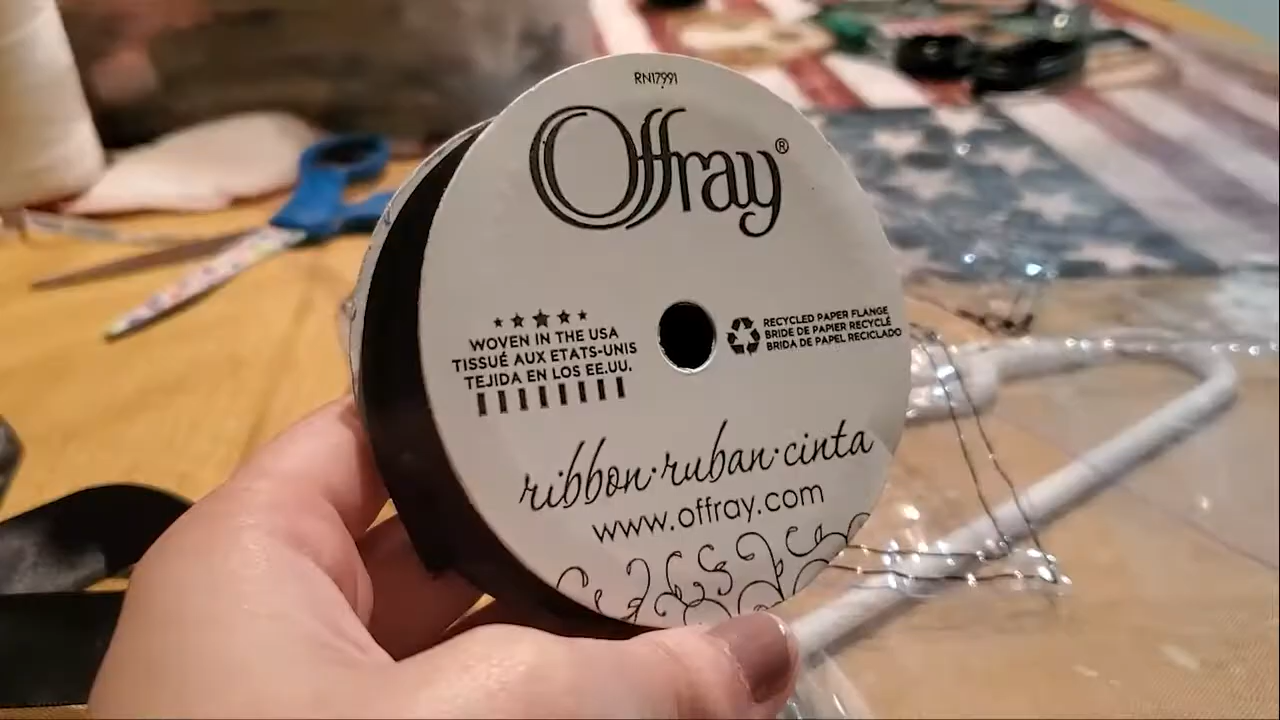 RN17991
Offray®
WOVEN IN THE USA
TISSUÉ AUX ETATS-UNIS
TEJIDA EN LOS EE.UU.
RECYCLED PAPER FLANGE
BRIDE DE PAPIER RECYCLÉ
BRIDA DE PAPEL RECICLADO
ribbon·ruban·cinta
www.offray.com